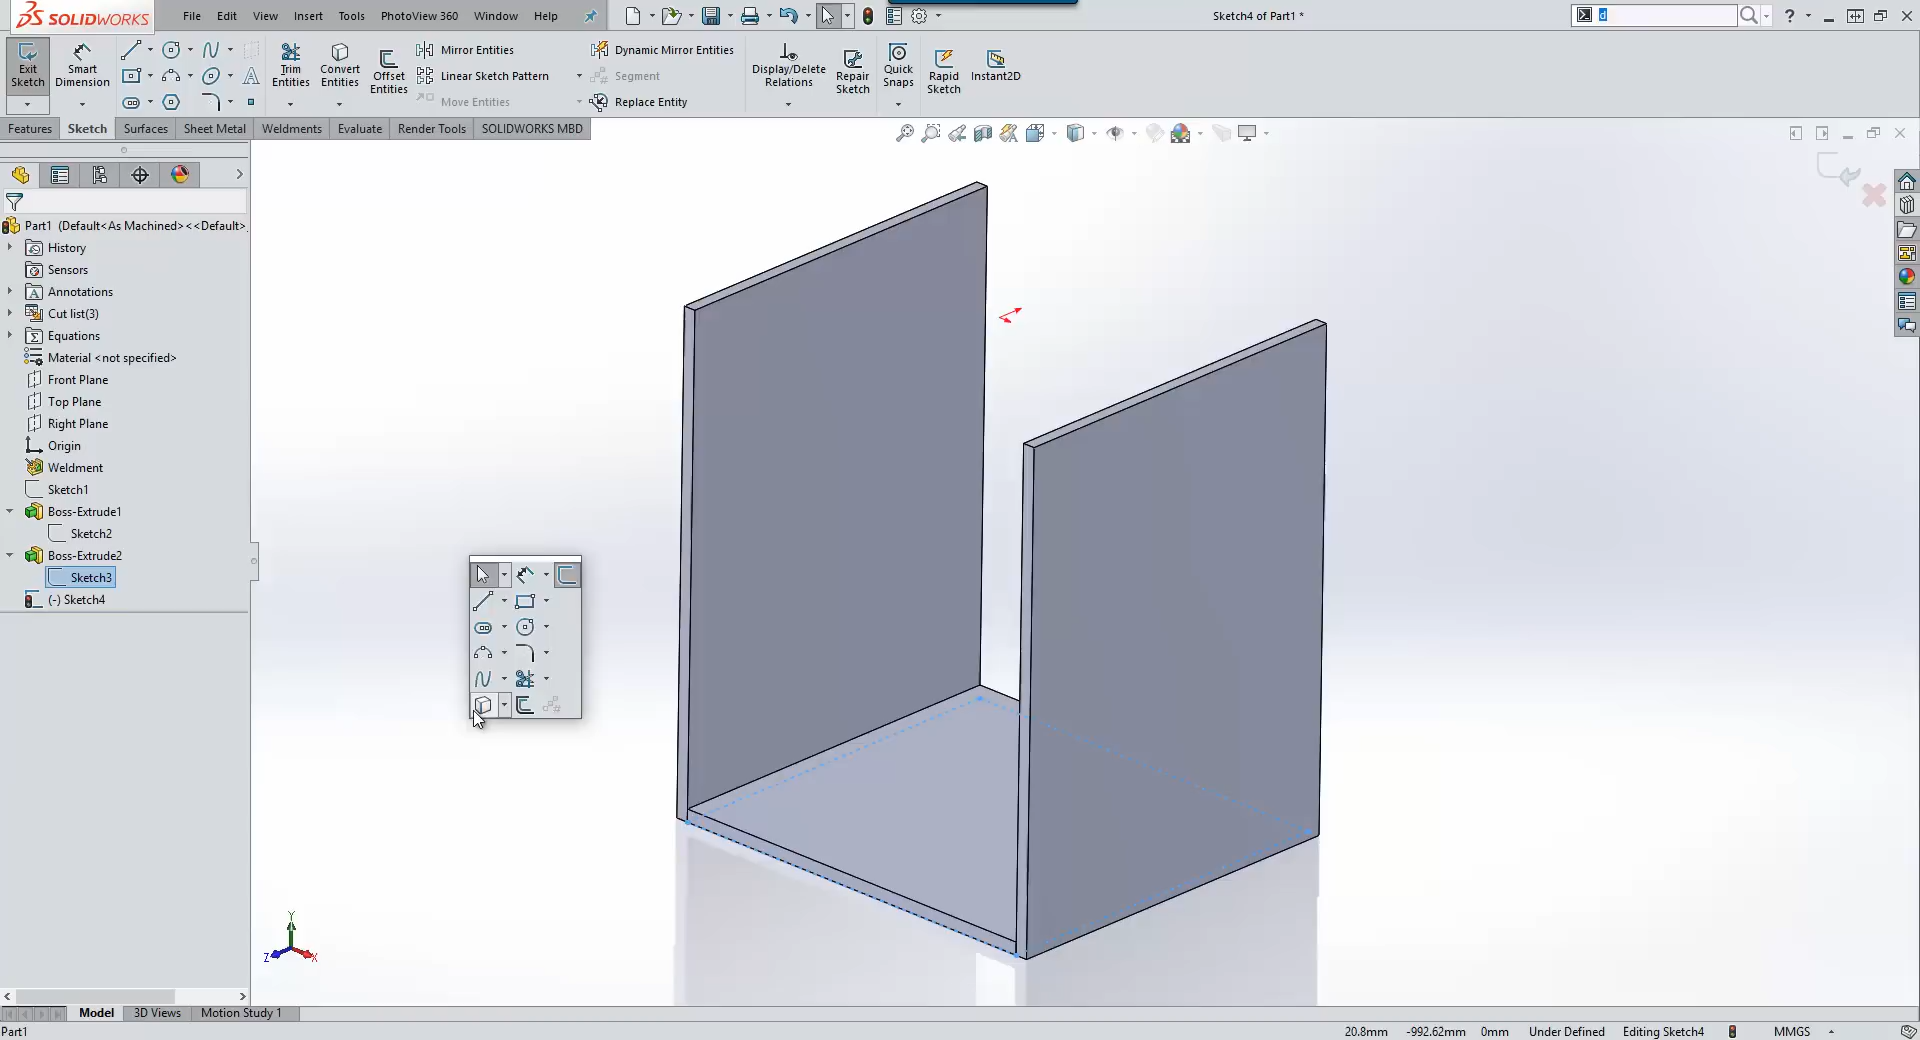 SOLIDWORKS
File Edit View Insert Tools PhotoView 360 Window Help
Sketch4 of Part1 *
d
?
Exit Sketch
Smart Dimension
Trim Entities
Convert Entities
Offset Entities
Mirror Entities
Linear Sketch Pattern
Move Entities
Dynamic Mirror Entities
Segment
Replace Entity
Display/Delete Relations
Repair Sketch
Quick Snaps
Rapid Sketch
Instant2D
Features Sketch Surfaces Sheet Metal Weldments Evaluate Render Tools SOLIDWORKS MBD
Part1 (Default<As Machined><<Default>
History
Sensors
Annotations
Cut list(3)
Equations
Material <not specified>
Front Plane
Top Plane
Right Plane
Origin
Weldment
Sketch1
Boss-Extrude1
Sketch2
Boss-Extrude2
Sketch3
(-) Sketch4
Y
Z X
Model 3D Views Motion Study 1
Part1 20.8mm -992.62mm 0mm Under Defined Editing Sketch4 MMGS